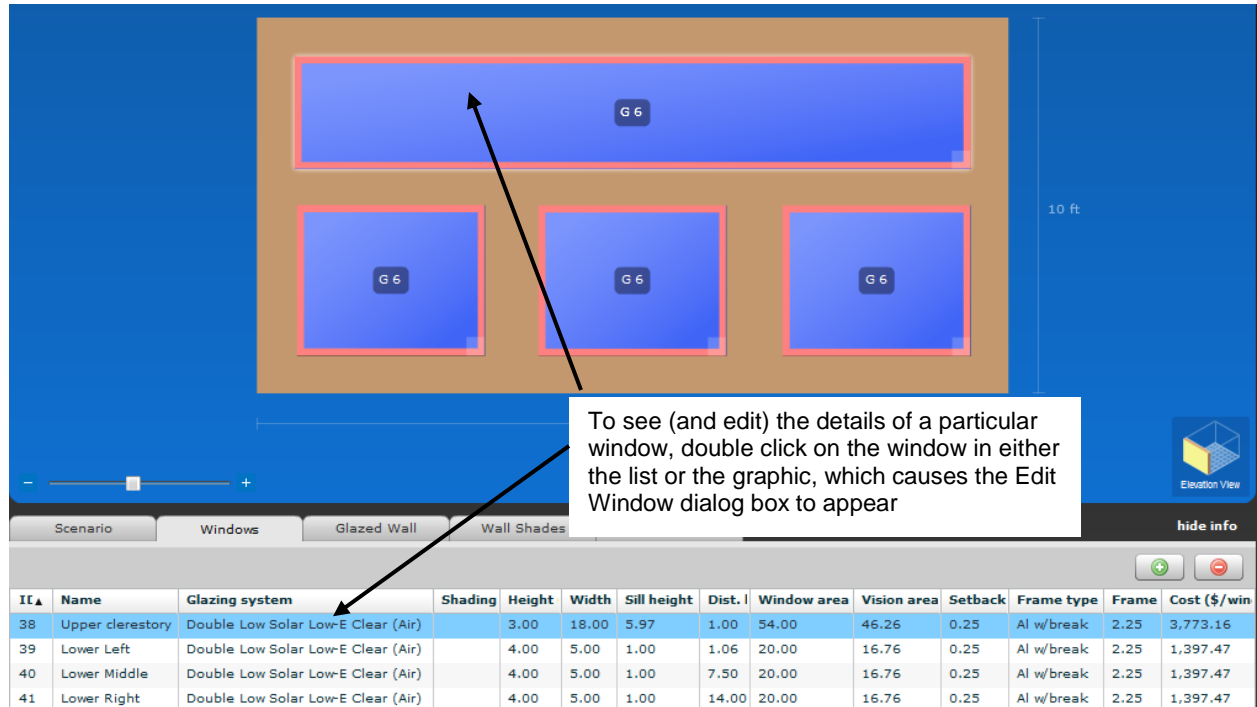 G 6
10 ft
G 6 G 6 G 6
To see (and edit) the details of a particular
window, double click on the window in either
the list or the graphic, which causes the Edit
Window dialog box to appear
Elevation View
− +
Scenario Windows Glazed Wall Wall Shades hide info
Name Glazing system Shading Height Width Sill height Dist. Window area Vision area Setback Frame type Frame Cost ($/win
38 Upper clerestory Double Low Solar Low-E Clear (Air) 3.00 18.00 5.97 1.00 54.00 46.26 0.25 Al w/break 2.25 3,773.16
39 Lower Left Double Low Solar Low-E Clear (Air) 4.00 5.00 1.00 1.06 20.00 16.76 0.25 Al w/break 2.25 1,397.47
40 Lower Middle Double Low Solar Low-E Clear (Air) 4.00 5.00 1.00 7.50 20.00 16.76 0.25 Al w/break 2.25 1,397.47
41 Lower Right Double Low Solar Low-E Clear (Air) 4.00 5.00 1.00 14.00 20.00 16.76 0.25 Al w/break 2.25 1,397.47